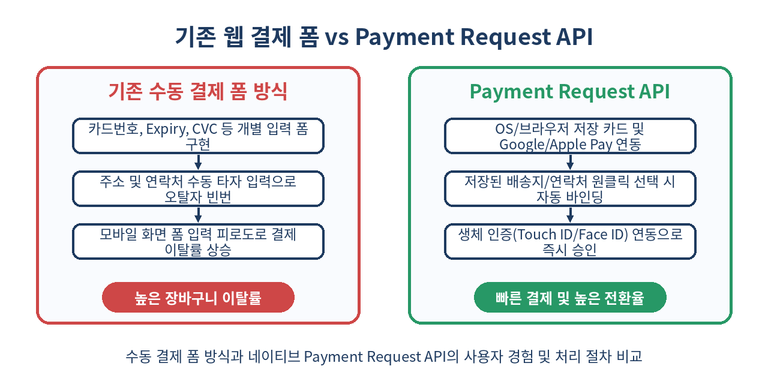 기존 웹 결제 폼 vs Payment Request API
기존 수동 결제 폼 방식
카드번호, Expiry, CVC 등 개별 입력 폼
구현
주소 및 연락처 수동 타자 입력으로
오탈자 빈번
모바일 화면 폼 입력 피로도로 결제
이탈률 상승
높은 장바구니 이탈률
Payment Request API
OS/브라우저 저장 카드 및
Google/Apple Pay 연동
저장된 배송지/연락처 원클릭 선택 시
자동 바인딩
생체 인증(Touch ID/Face ID) 연동으로
즉시 승인
빠른 결제 및 높은 전환율
수동 결제 폼 방식과 네이티브 Payment Request API의 사용자 경험 및 처리 절차 비교